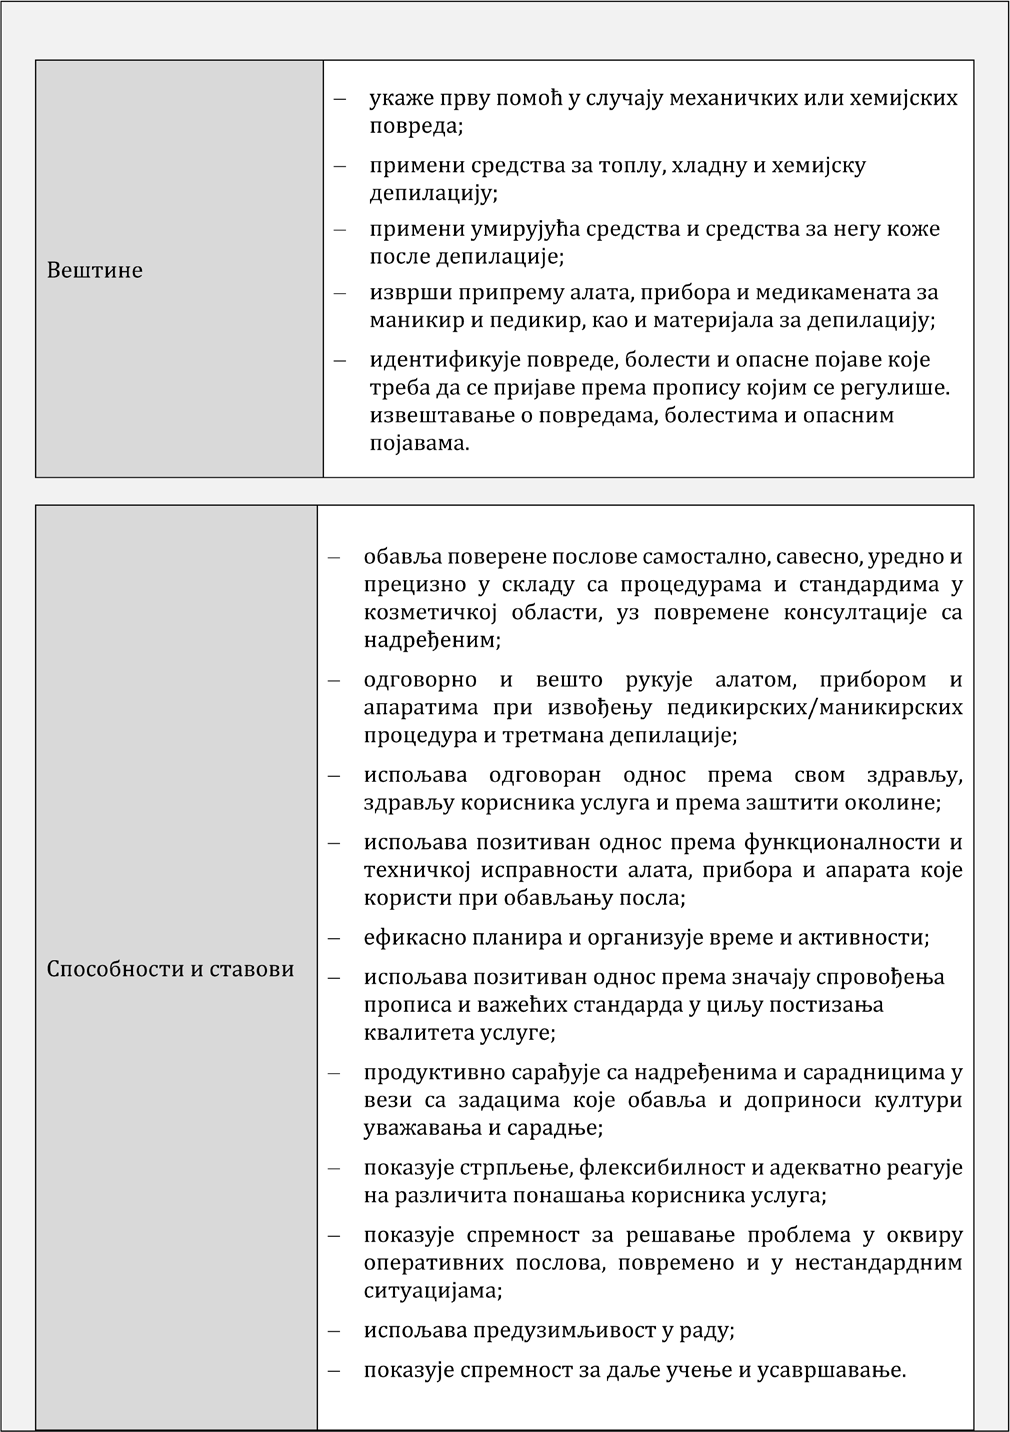 Вештине
– укаже прву помоћ у случају механичких или хемијских
повреда;
– примени средства за топлу, хладну и хемијску
депилацију;
– примени умирујућа средства и средства за негу коже
после депилације;
– изврши припрему алата, прибора и медикамената за
маникир и педикир, као и материјала за депилацију;
– идентификује повреде, болести и опасне појаве које
треба да се пријаве према пропису којим се регулише.
извештавање о повредама, болестима и опасним
појавама.
Способности и ставови
– обавља поверене послове самостално, савесно, уредно и
прецизно у складу са процедурама и стандардима у
козметичкој области, уз повремене консултације са
надређеним;
– одговорно и вешто рукује алатом, прибором и
апаратима при извођењу педикирских/маникирских
процедура и третмана депилације;
– испољава одговоран однос према свом здрављу,
здрављу корисника услуга и према заштити околине;
– испољава позитиван однос према функционалности и
техничкој исправности алата, прибора и апарата које
користи при обављању посла;
– ефикасно планира и организује време и активности;
– испољава позитиван однос према значају спровођења
прописа и важећих стандарда у циљу постизања
квалитета услуге;
– продуктивно сарађује са надређенима и сарадницима у
вези са задацима које обавља и доприноси култури
уважавања и сарадње;
– показује стрпљење, флексибилност и адекватно реагује
на различита понашања корисника услуга;
– показује спремност за решавање проблема у оквиру
оперативних послова, повремено и у нестандардним
ситуацијама;
– испољава предузимљивост у раду;
– показује спремност за даље учење и усавршавање.